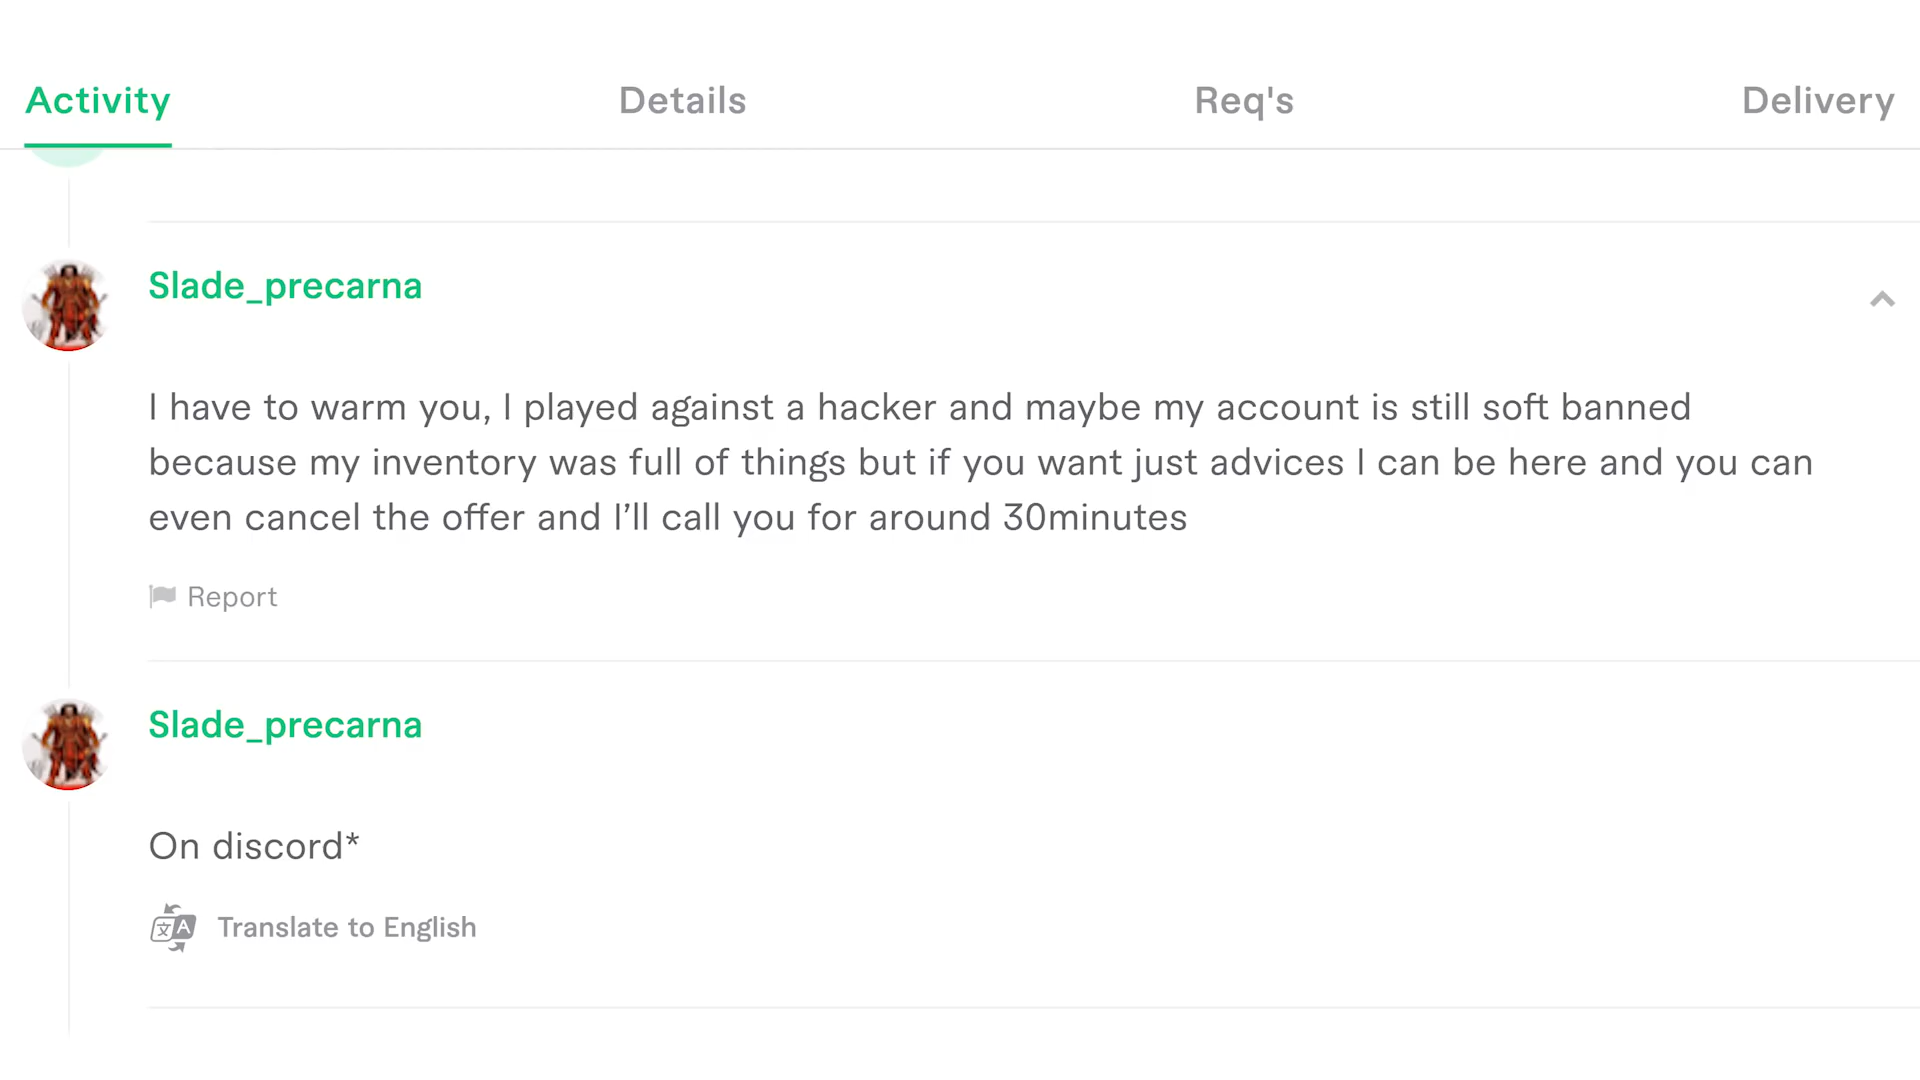 Activity Details Req's Delivery
Slade_precarna
I have to warm you, I played against a hacker and maybe my account is still soft banned
because my inventory was full of things but if you want just advices I can be here and you can
even cancel the offer and I’ll call you for around 30minutes
Report
Slade_precarna
On discord*
Translate to English